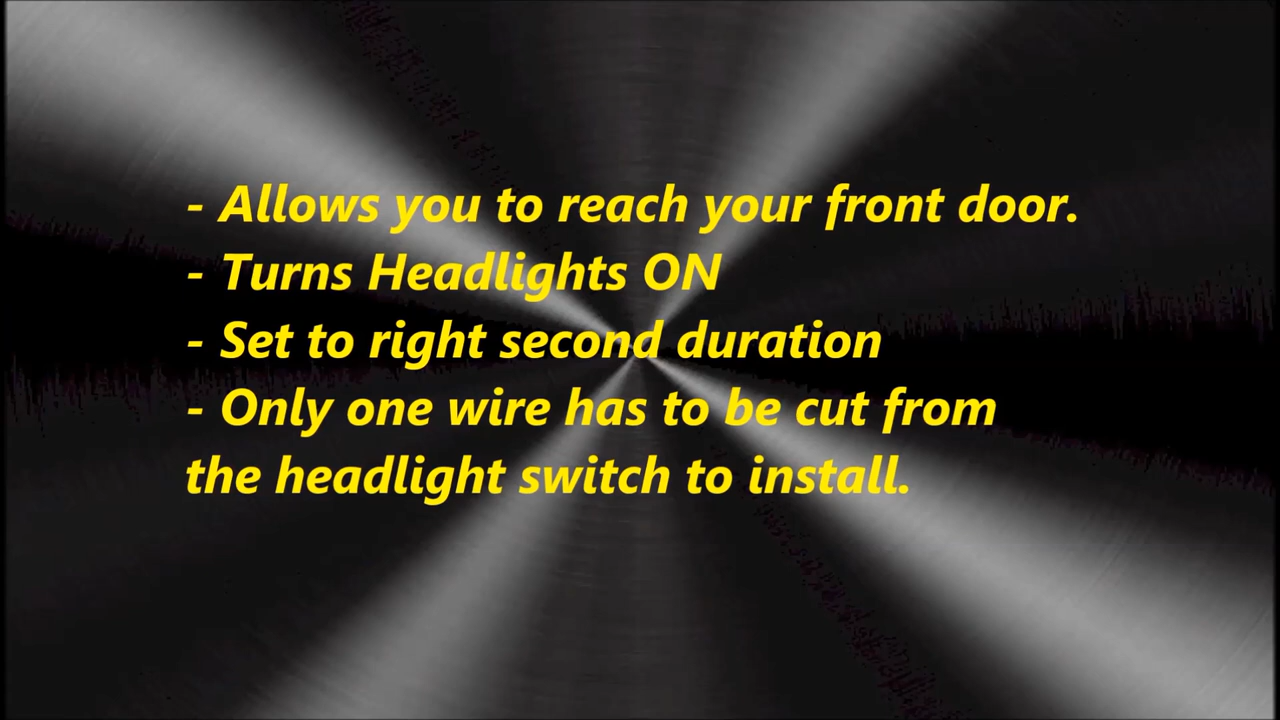 - Allows you to reach your front door.
- Turns Headlights ON
- Set to right second duration
- Only one wire has to be cut from
the headlight switch to install.